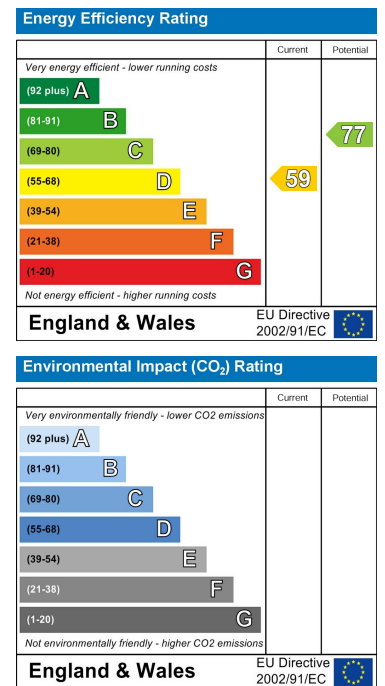 Energy Efficiency Rating
Current Potential
Very energy efficient - lower running costs
(92 plus) A
(81-91) B
77
(69-80) C
(55-68) D
59
(39-54) E
(21-38) F
(1-20) G
Not energy efficient - higher running costs
England & Wales
EU Directive
2002/91/EC
Environmental Impact (CO₂) Rating
Current Potential
Very environmentally friendly - lower CO2 emissions
(92 plus) A
(81-91) B
(69-80) C
(55-68) D
(39-54) E
(21-38) F
(1-20) G
Not environmentally friendly - higher CO2 emissions
England & Wales
EU Directive
2002/91/EC